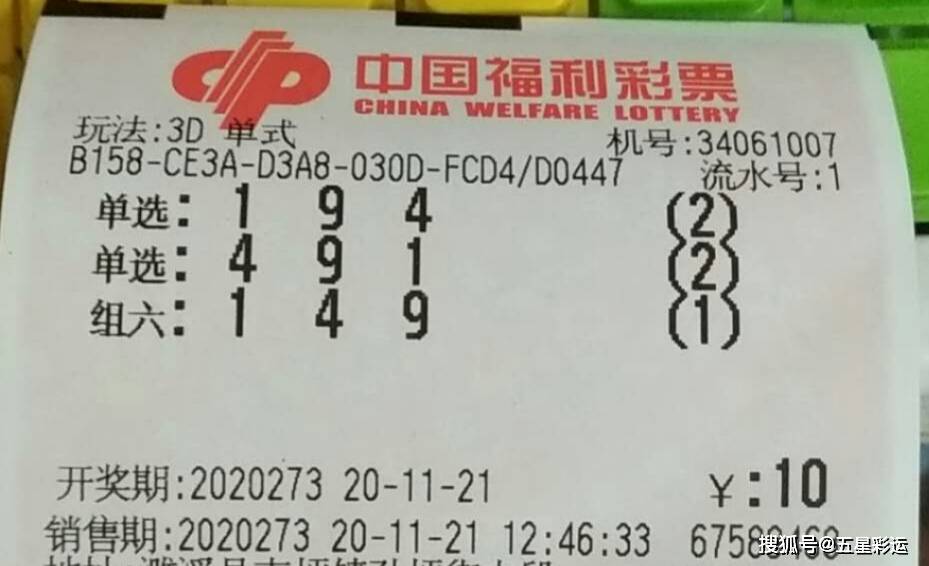 中国福利彩票
CHINA WELFARE LOTTERY
玩法:3D 单式
机号:34061007
B158-CE3A-D3A8-030D-FCD4/D0447 流水号:1
单选: 1 9 4 (2)
单选: 4 9 1 (2)
组六: 1 4 9 (1)
开奖期:2020273 20-11-21 ¥:10
销售期:2020273 20-11-21 12:46:33
搜狐号@五星彩运